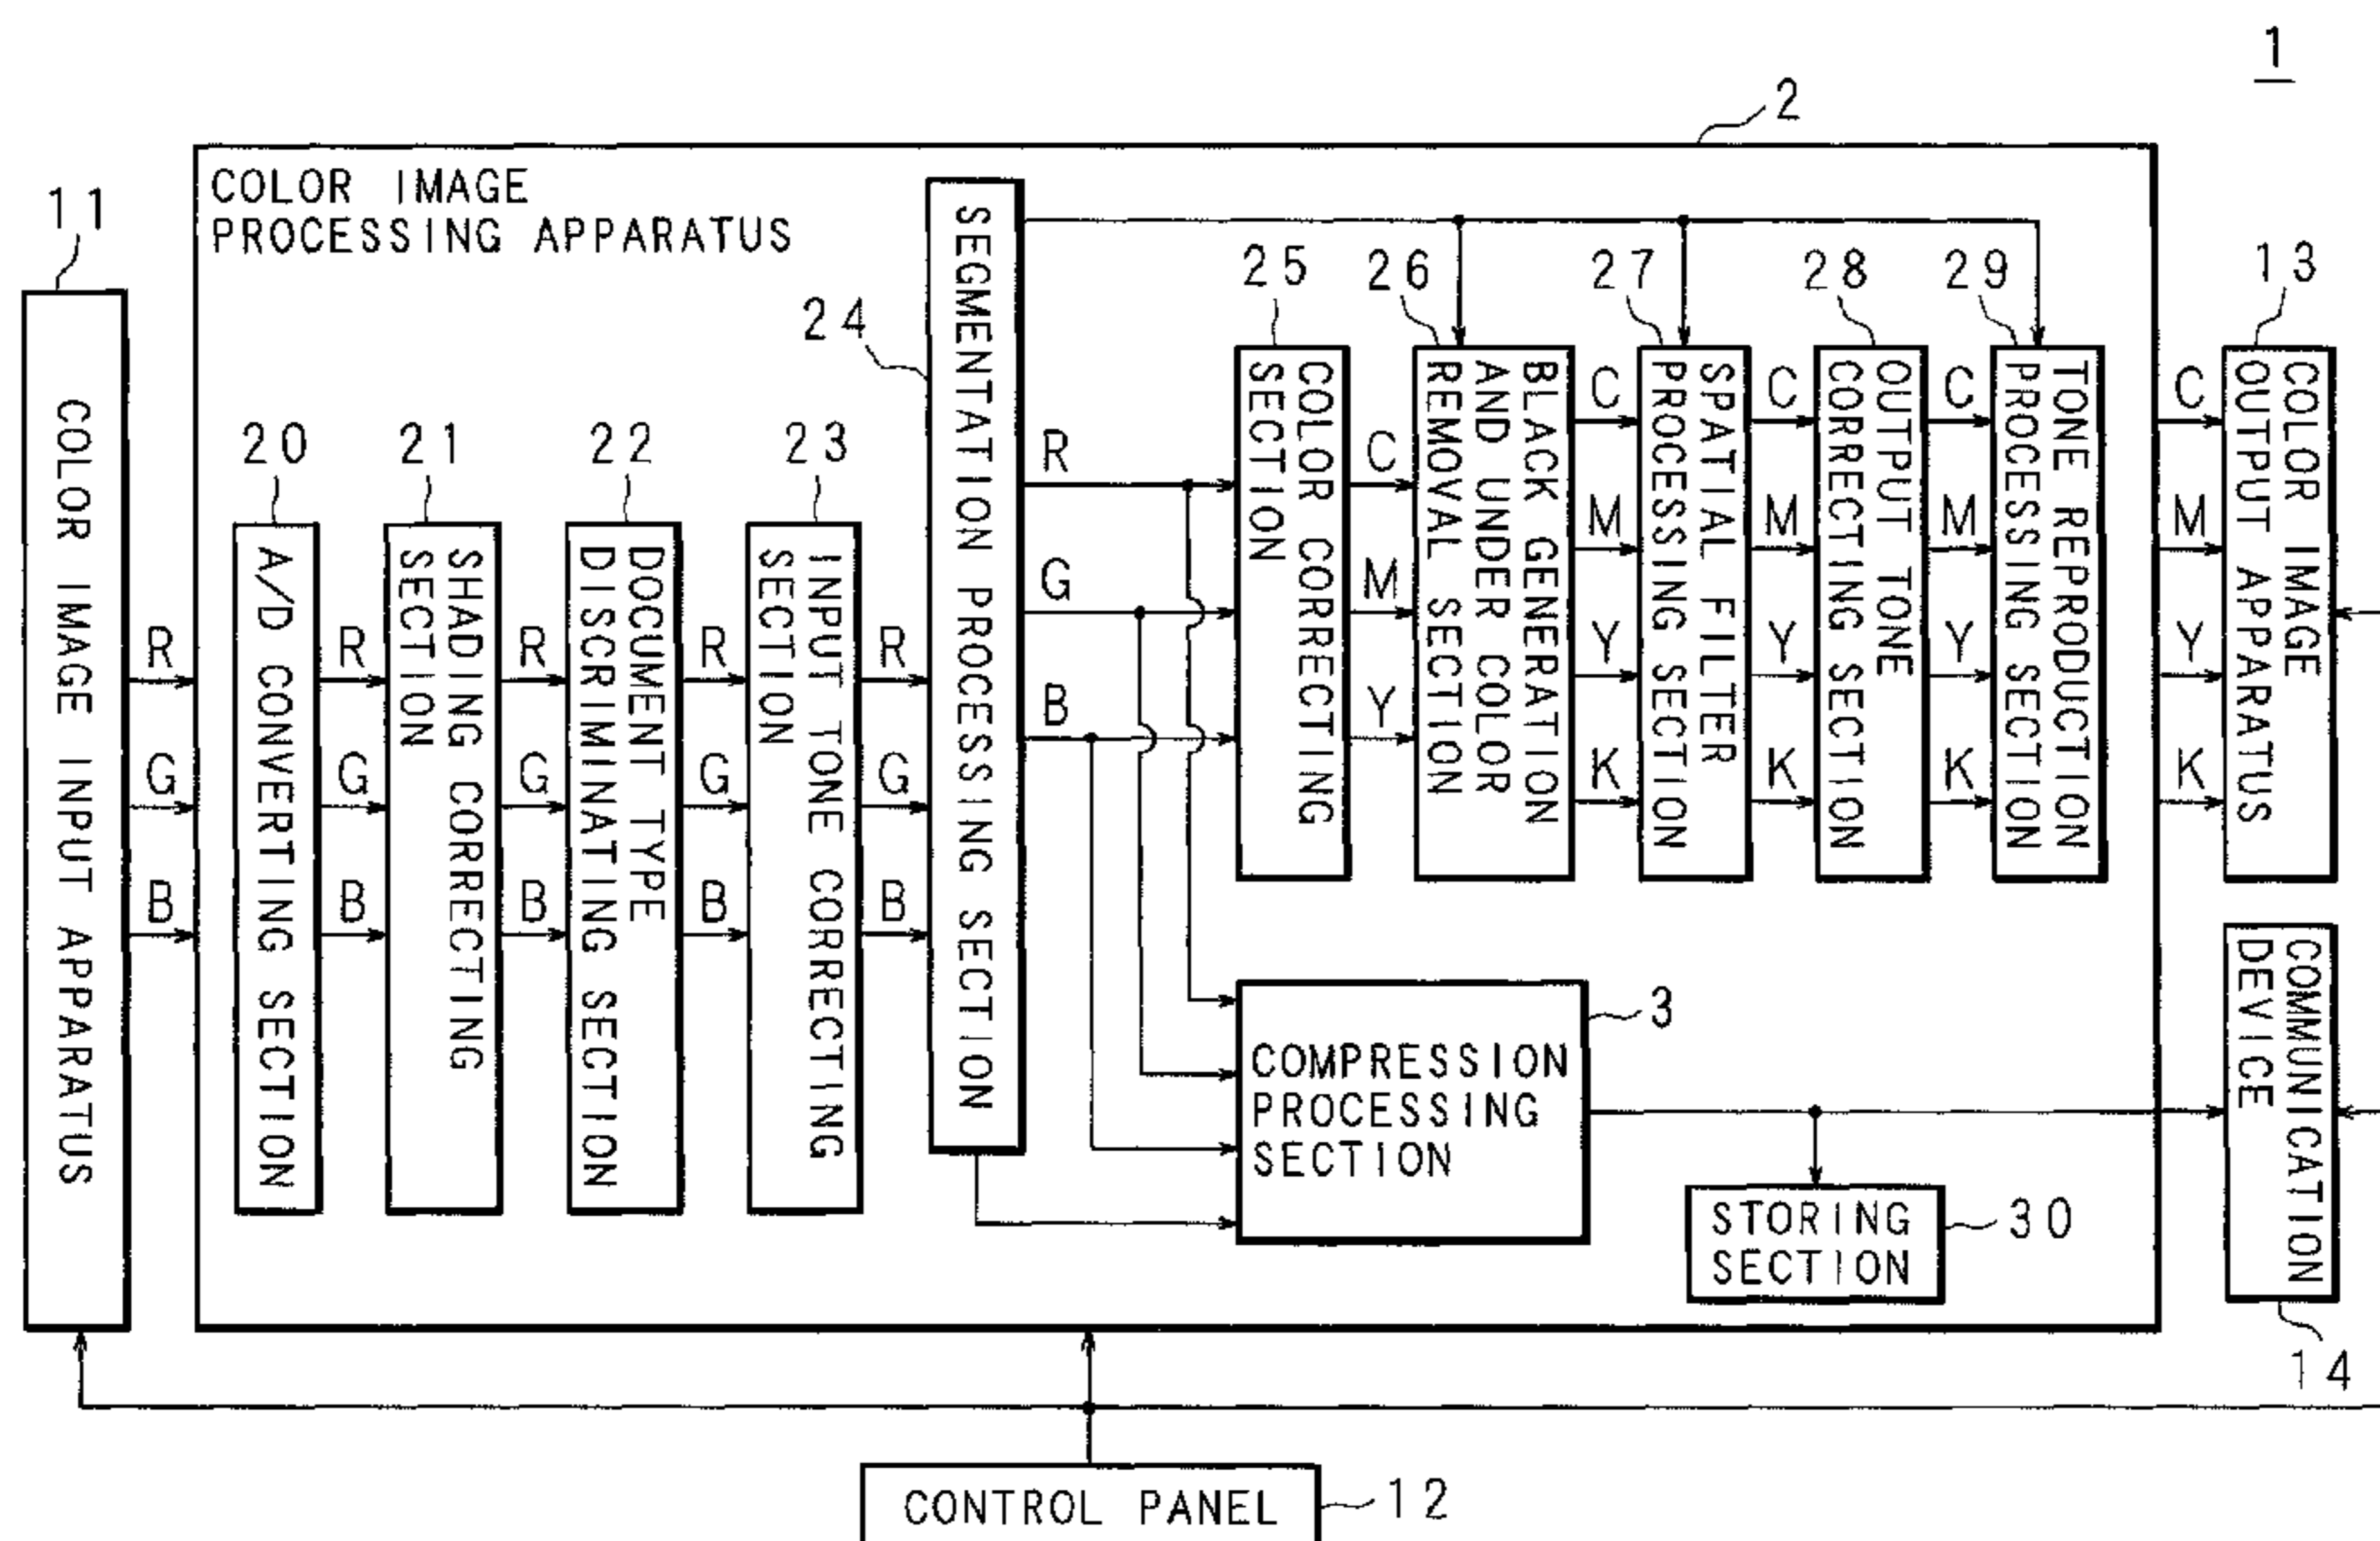 1
2
COLOR IMAGE
PROCESSING APPARATUS
11
COLOR IMAGE INPUT APPARATUS
R
G
B
20
A/D CONVERTING SECTION
R
G
B
21
SHADING CORRECTING
SECTION
R
G
B
22
DOCUMENT TYPE
DISCRIMINATING SECTION
R
G
B
23
INPUT TONE CORRECTING
SECTION
R
G
B
24
SEGMENTATION PROCESSING SECTION
R
G
B
25
COLOR CORRECTING
SECTION
C
M
Y
26
BLACK GENERATION
AND UNDER COLOR
REMOVAL SECTION
C
M
Y
K
27
SPATIAL FILTER
PROCESSING SECTION
C
M
Y
K
28
OUTPUT TONE
CORRECTING SECTION
C
M
Y
K
29
TONE REPRODUCTION
PROCESSING SECTION
C
M
Y
K
13
COLOR IMAGE
OUTPUT APPARATUS
3
COMPRESSION
PROCESSING
SECTION
STORING
SECTION
30
COMMUNICATION
DEVICE
14
CONTROL PANEL
12